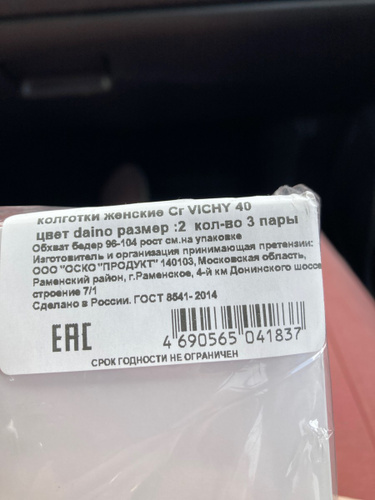 колготки женские Cr VICHY 40
цвет daino размер :2 кол-во 3 пары
Обхват бедер 96-104 рост см.на упаковке
Изготовитель и организация принимающая претензии:
ООО "ОСКО "ПРОДУКТ" 140103, Московская область,
Раменский район, г.Раменское, 4-й км Донинского шоссе
строение 7/1
Сделано в России. ГОСТ 8541- 2014
EAC
4 690565 041837
СРОК ГОДНОСТИ НЕ ОГРАНИЧЕН